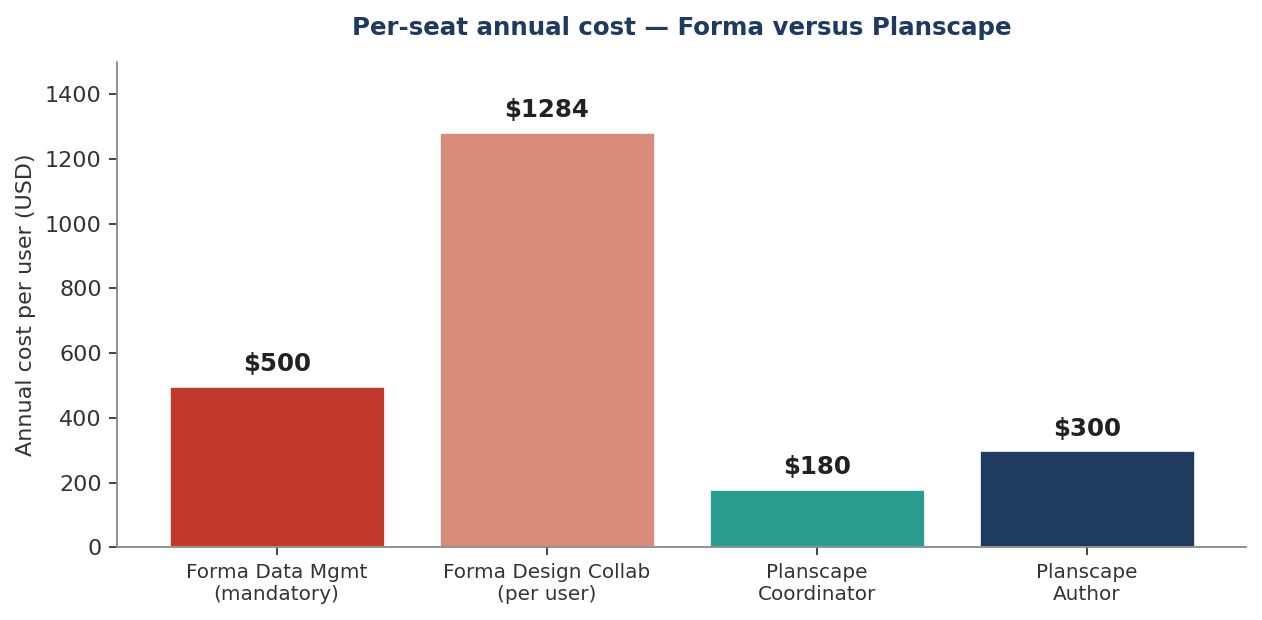 Per-seat annual cost — Forma versus Planscape
Annual cost per user (USD)
1400
1200
1000
800
600
400
200
0
$500
$1284
$180
$300
Forma Data Mgmt
(mandatory)
Forma Design Collab
(per user)
Planscape
Coordinator
Planscape
Author